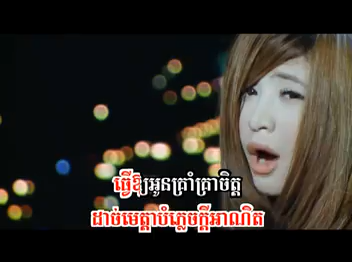 ធ្វើឱ្យអូនគ្រាំគ្រាចិត្ត
ដាច់មេត្តាបំភ្លេចក្ដីអាណិត